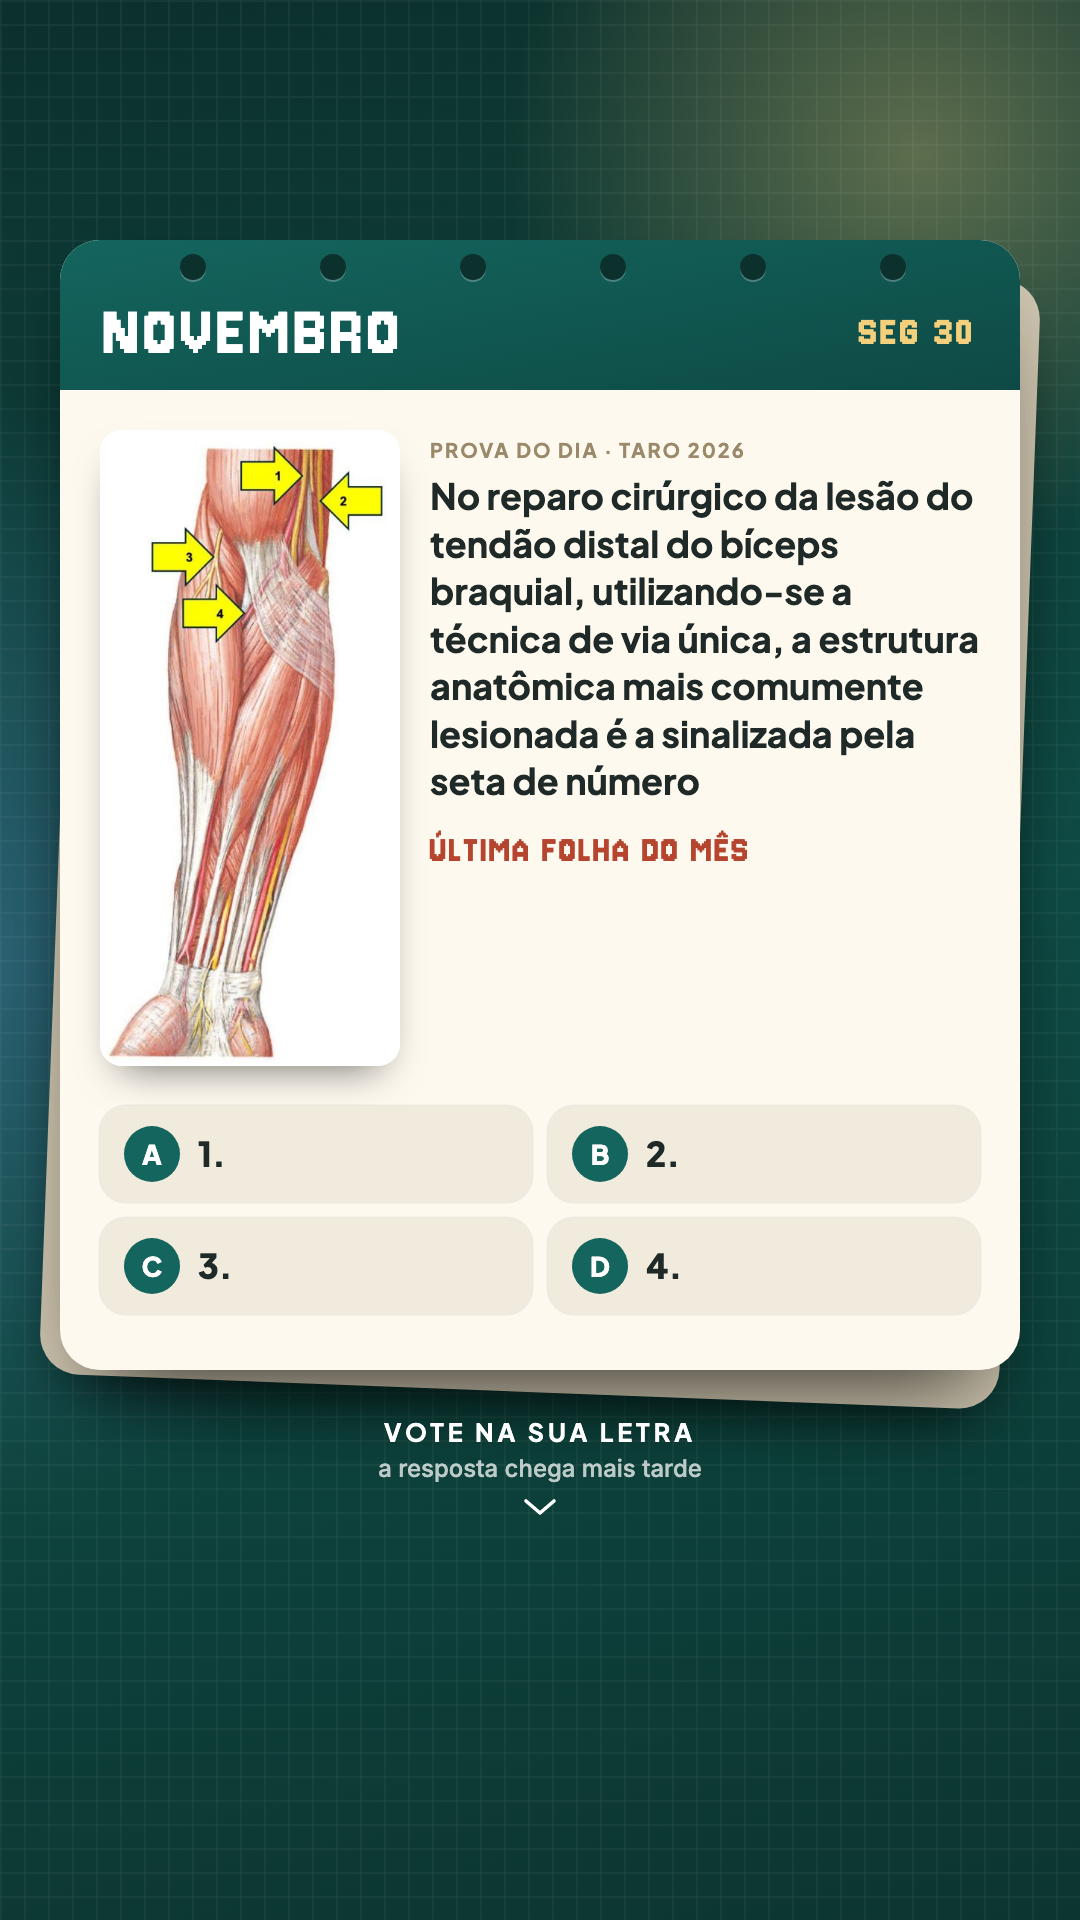 NOVEMBRO
SEG 30
1
2
3
4
PROVA DO DIA · TARO 2026
No reparo cirúrgico da lesão do
tendão distal do bíceps
braquial, utilizando-se a
técnica de via única, a estrutura
anatômica mais comumente
lesionada é a sinalizada pela
seta de número
ÚLTIMA FOLHA DO MÊS
A 1.
B 2.
C 3.
D 4.
VOTE NA SUA LETRA
a resposta chega mais tarde